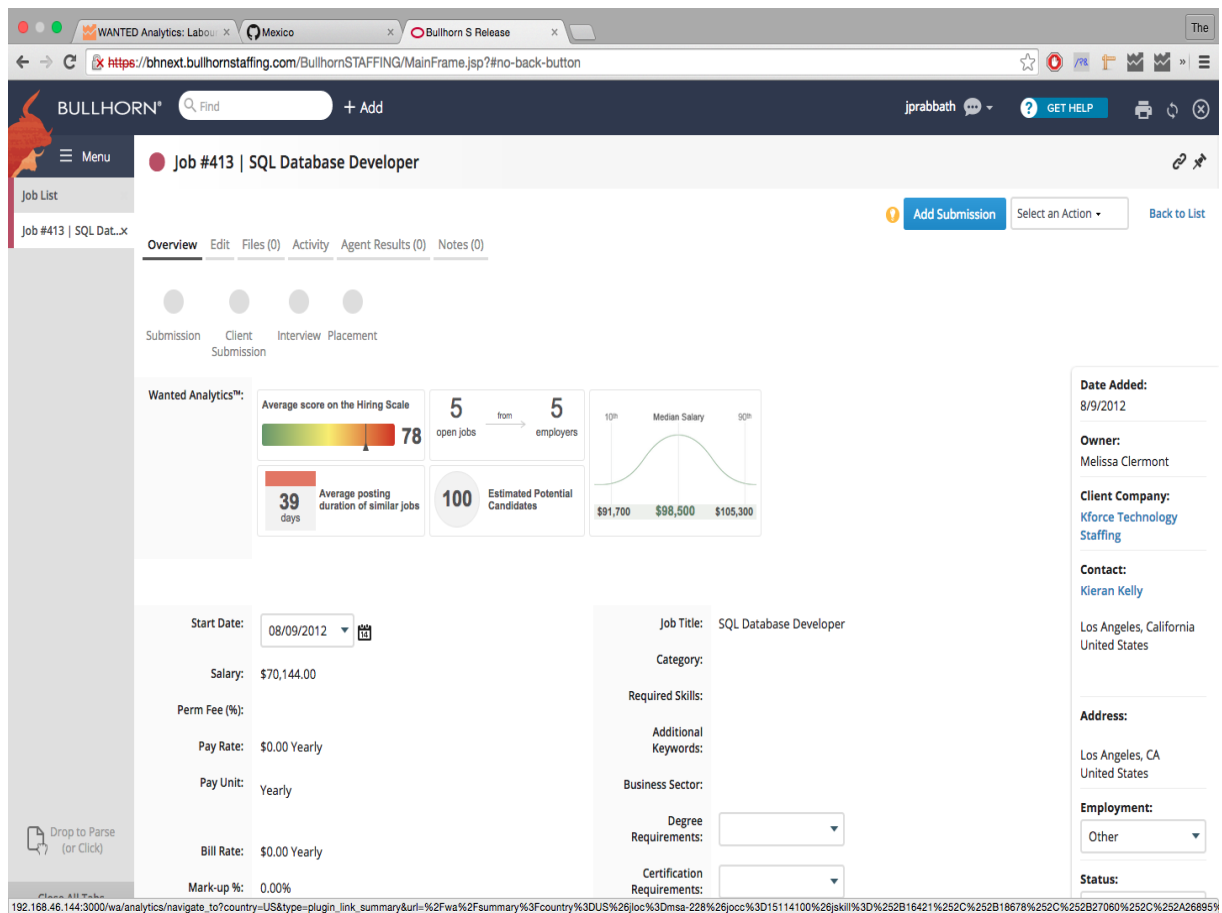 WANTED Analytics: Labou
Mexico
Bullhorn S Release
The
https://bhnext.bullhornstaffing.com/BullhornSTAFFING/MainFrame.jsp?#no-back-button
BULLHORN®
Find
+ Add
jprabbath
? GET HELP
Menu
Job #413 | SQL Database Developer
Job List
Job #413 | SQL Dat...x
Add Submission
Select an Action
Back to List
Overview Edit Files (0) Activity Agent Results (0) Notes (0)
Submission
Client Submission
Interview
Placement
Wanted Analytics™:
Average score on the Hiring Scale
78
5
open jobs
from
5
employers
10th
Median Salary
90th
$91,700
$98,500
$105,300
39
days
Average posting
duration of similar jobs
100
Estimated Potential
Candidates
Date Added:
8/9/2012
Owner:
Melissa Clermont
Client Company:
Kforce Technology
Staffing
Contact:
Kieran Kelly
Los Angeles, California
United States
Address:
Los Angeles, CA
United States
Employment:
Other
Status:
Start Date:
08/09/2012
14
Salary:
$70,144.00
Perm Fee (%):
Pay Rate:
$0.00 Yearly
Pay Unit:
Yearly
Bill Rate:
$0.00 Yearly
Mark-up %:
0.00%
Job Title:
SQL Database Developer
Category:
Required Skills:
Additional
Keywords:
Business Sector:
Degree
Requirements:
Certification
Requirements:
Drop to Parse
(or Click)
192.168.46.144:3000/wa/analytics/navigate_to?country=US&type=plugin_link_summary&url=%2Fwa%2Fsummary%3Fcountry%3DUS%26jloc%3Dmsa-228%26jocc%3D15114100%26jskill%3D%252B16421%252C%252B18678%252C%252B27060%252C%252A26895%